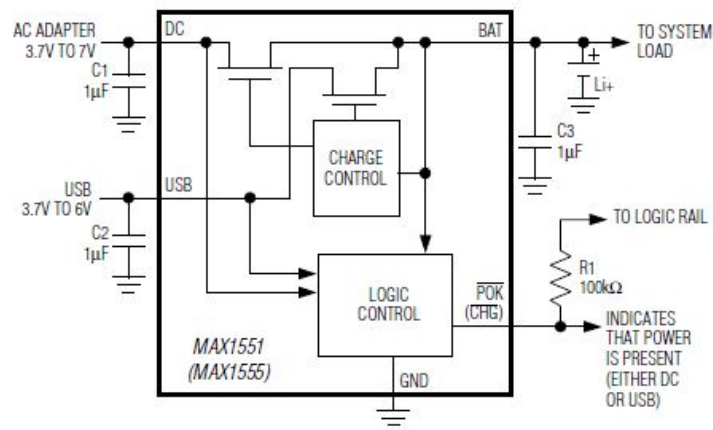 AC ADAPTER
3.7V TO 7V
C1
1µF
DC
BAT
TO SYSTEM
LOAD
+
Li+
C3
1µF
CHARGE
CONTROL
USB
3.7V TO 6V
USB
C2
1µF
TO LOGIC RAIL
R1
100kΩ
LOGIC
CONTROL
POK
(CHG)
INDICATES
THAT POWER
IS PRESENT
(EITHER DC
OR USB)
MAX1551
(MAX1555)
GND